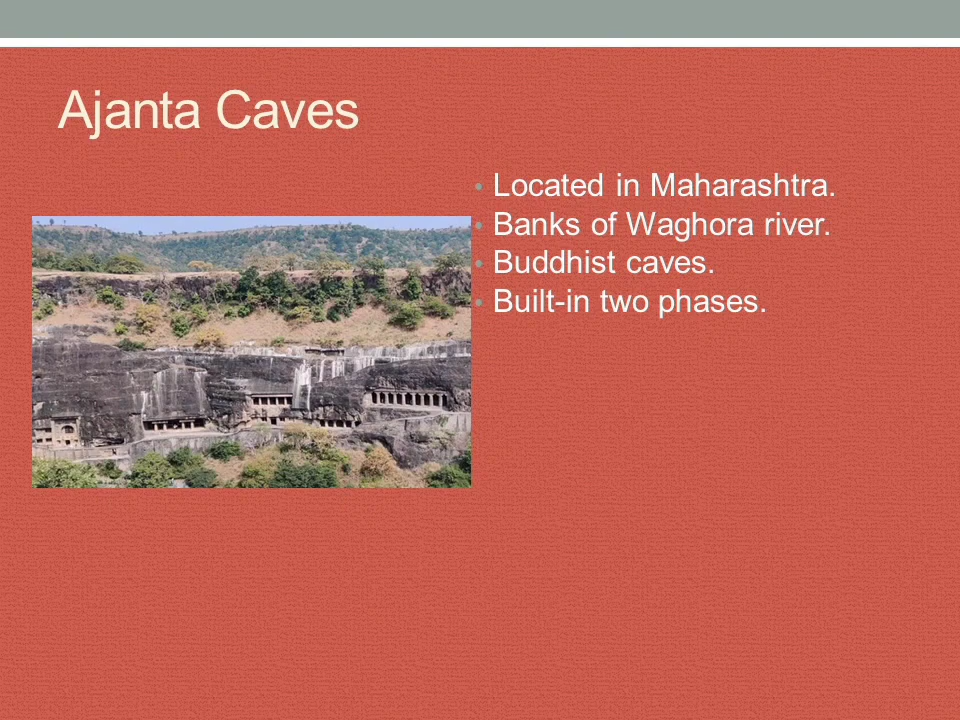 Ajanta Caves
• Located in Maharashtra.
• Banks of Waghora river.
• Buddhist caves.
• Built-in two phases.